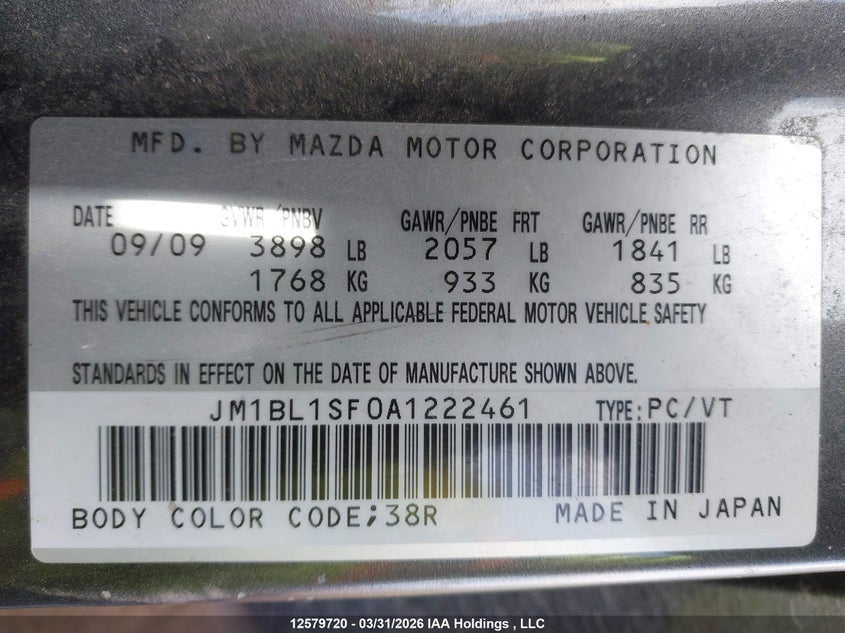 MFD. BY MAZDA MOTOR CORPORATION
DATE GVWR/PNBV GAWR/PNBE FRT GAWR/PNBE RR
09/09 3898 LB 2057 LB 1841 LB
1768 KG 933 KG 835 KG
THIS VEHICLE CONFORMS TO ALL APPLICABLE FEDERAL MOTOR VEHICLE SAFETY
STANDARDS IN EFFECT ON THE DATE OF MANUFACTURE SHOWN ABOVE.
JM1BL1SF0A1222461 TYPE:PC/VT
BODY COLOR CODE;38R MADE IN JAPAN
12579720 - 03/31/2026 IAA Holdings , LLC